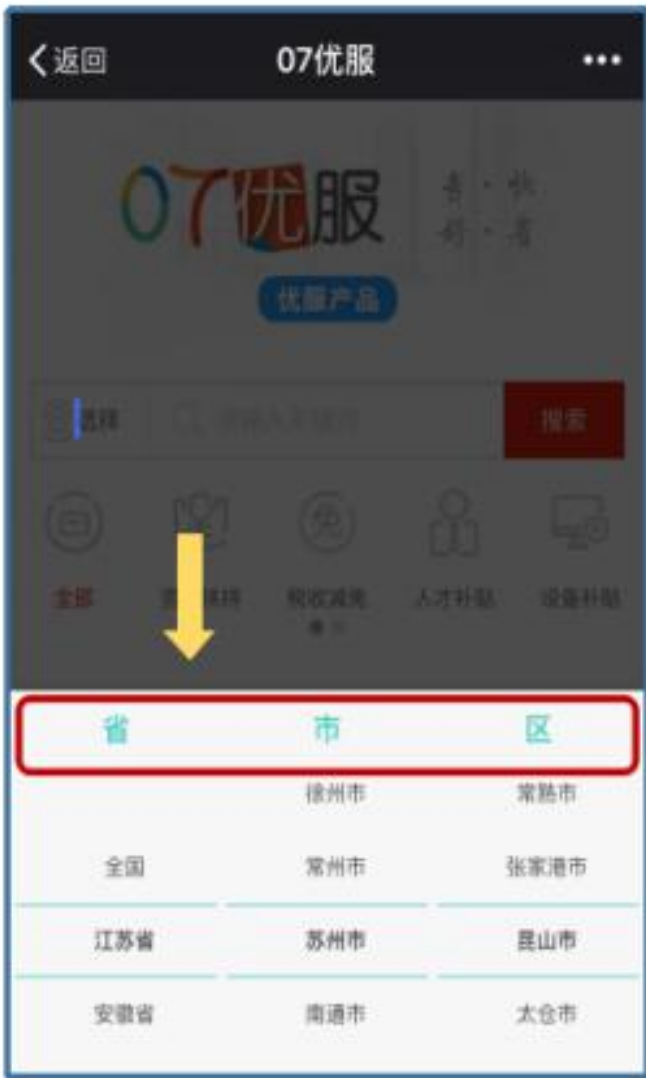 返回 07优服
07优服
优服产品
选择 搜索
全部 税收减免 人才补贴 设备补贴
省 市 区
徐州市 常熟市
全国 常州市 张家港市
江苏省 苏州市 昆山市
安徽省 南通市 太仓市